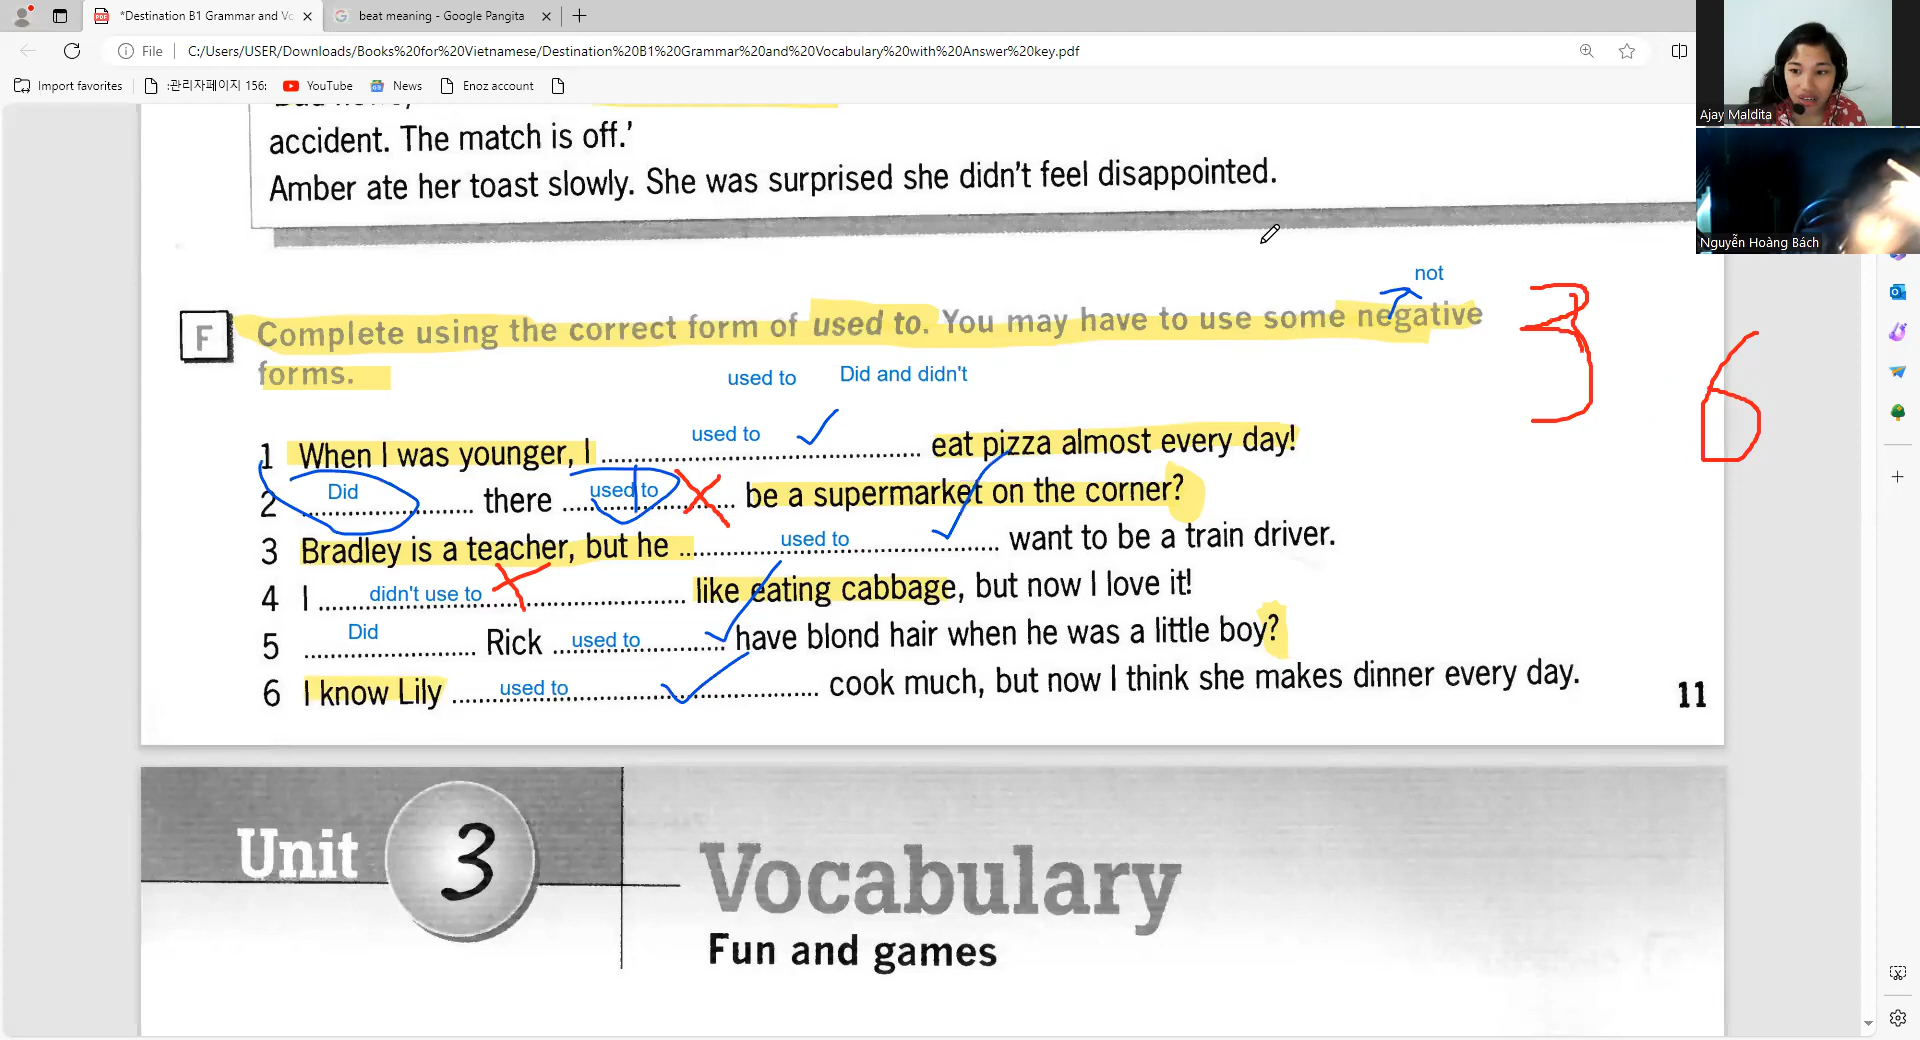 *Destination B1 Grammar and Vc
beat meaning - Google Pangita
File
C:/Users/USER/Downloads/Books%20for%20Vietnamese/Destination%20B1%20Grammar%20and%20Vocabulary%20with%20Answer%20key.pdf
Import favorites
:관리자페이지 156:
YouTube
News
Enoz account
Ajay Maldita
Nguyễn Hoàng Bách
accident. The match is off.’
Amber ate her toast slowly. She was surprised she didn’t feel disappointed.
not
3
6
F Complete using the correct form of used to. You may have to use some negative
forms.
used to Did and didn't
1 When I was younger, I used to eat pizza almost every day!
2 Did there used to be a supermarket on the corner?
3 Bradley is a teacher, but he used to want to be a train driver.
4 I didn't use to like eating cabbage, but now I love it!
5 Did Rick used to have blond hair when he was a little boy?
6 I know Lily used to cook much, but now I think she makes dinner every day.
11
Unit 3
Vocabulary
Fun and games